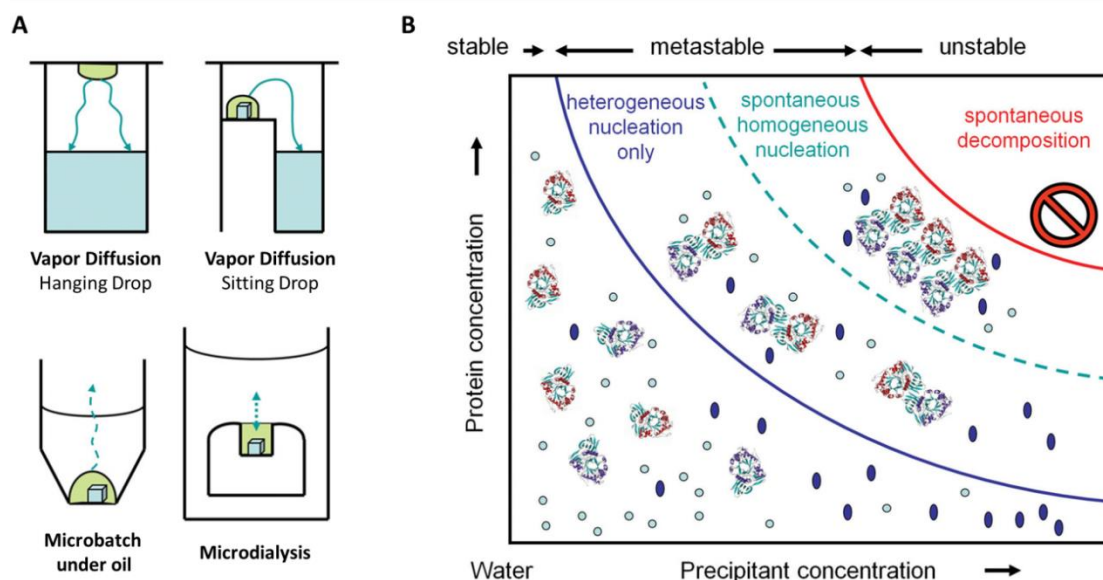 A
Vapor Diffusion
Hanging Drop
Vapor Diffusion
Sitting Drop
Microbatch
under oil
Microdialysis
B
stable
metastable
unstable
heterogeneous
nucleation
only
spontaneous
homogeneous
nucleation
spontaneous
decomposition
Protein concentration
Water
Precipitant concentration